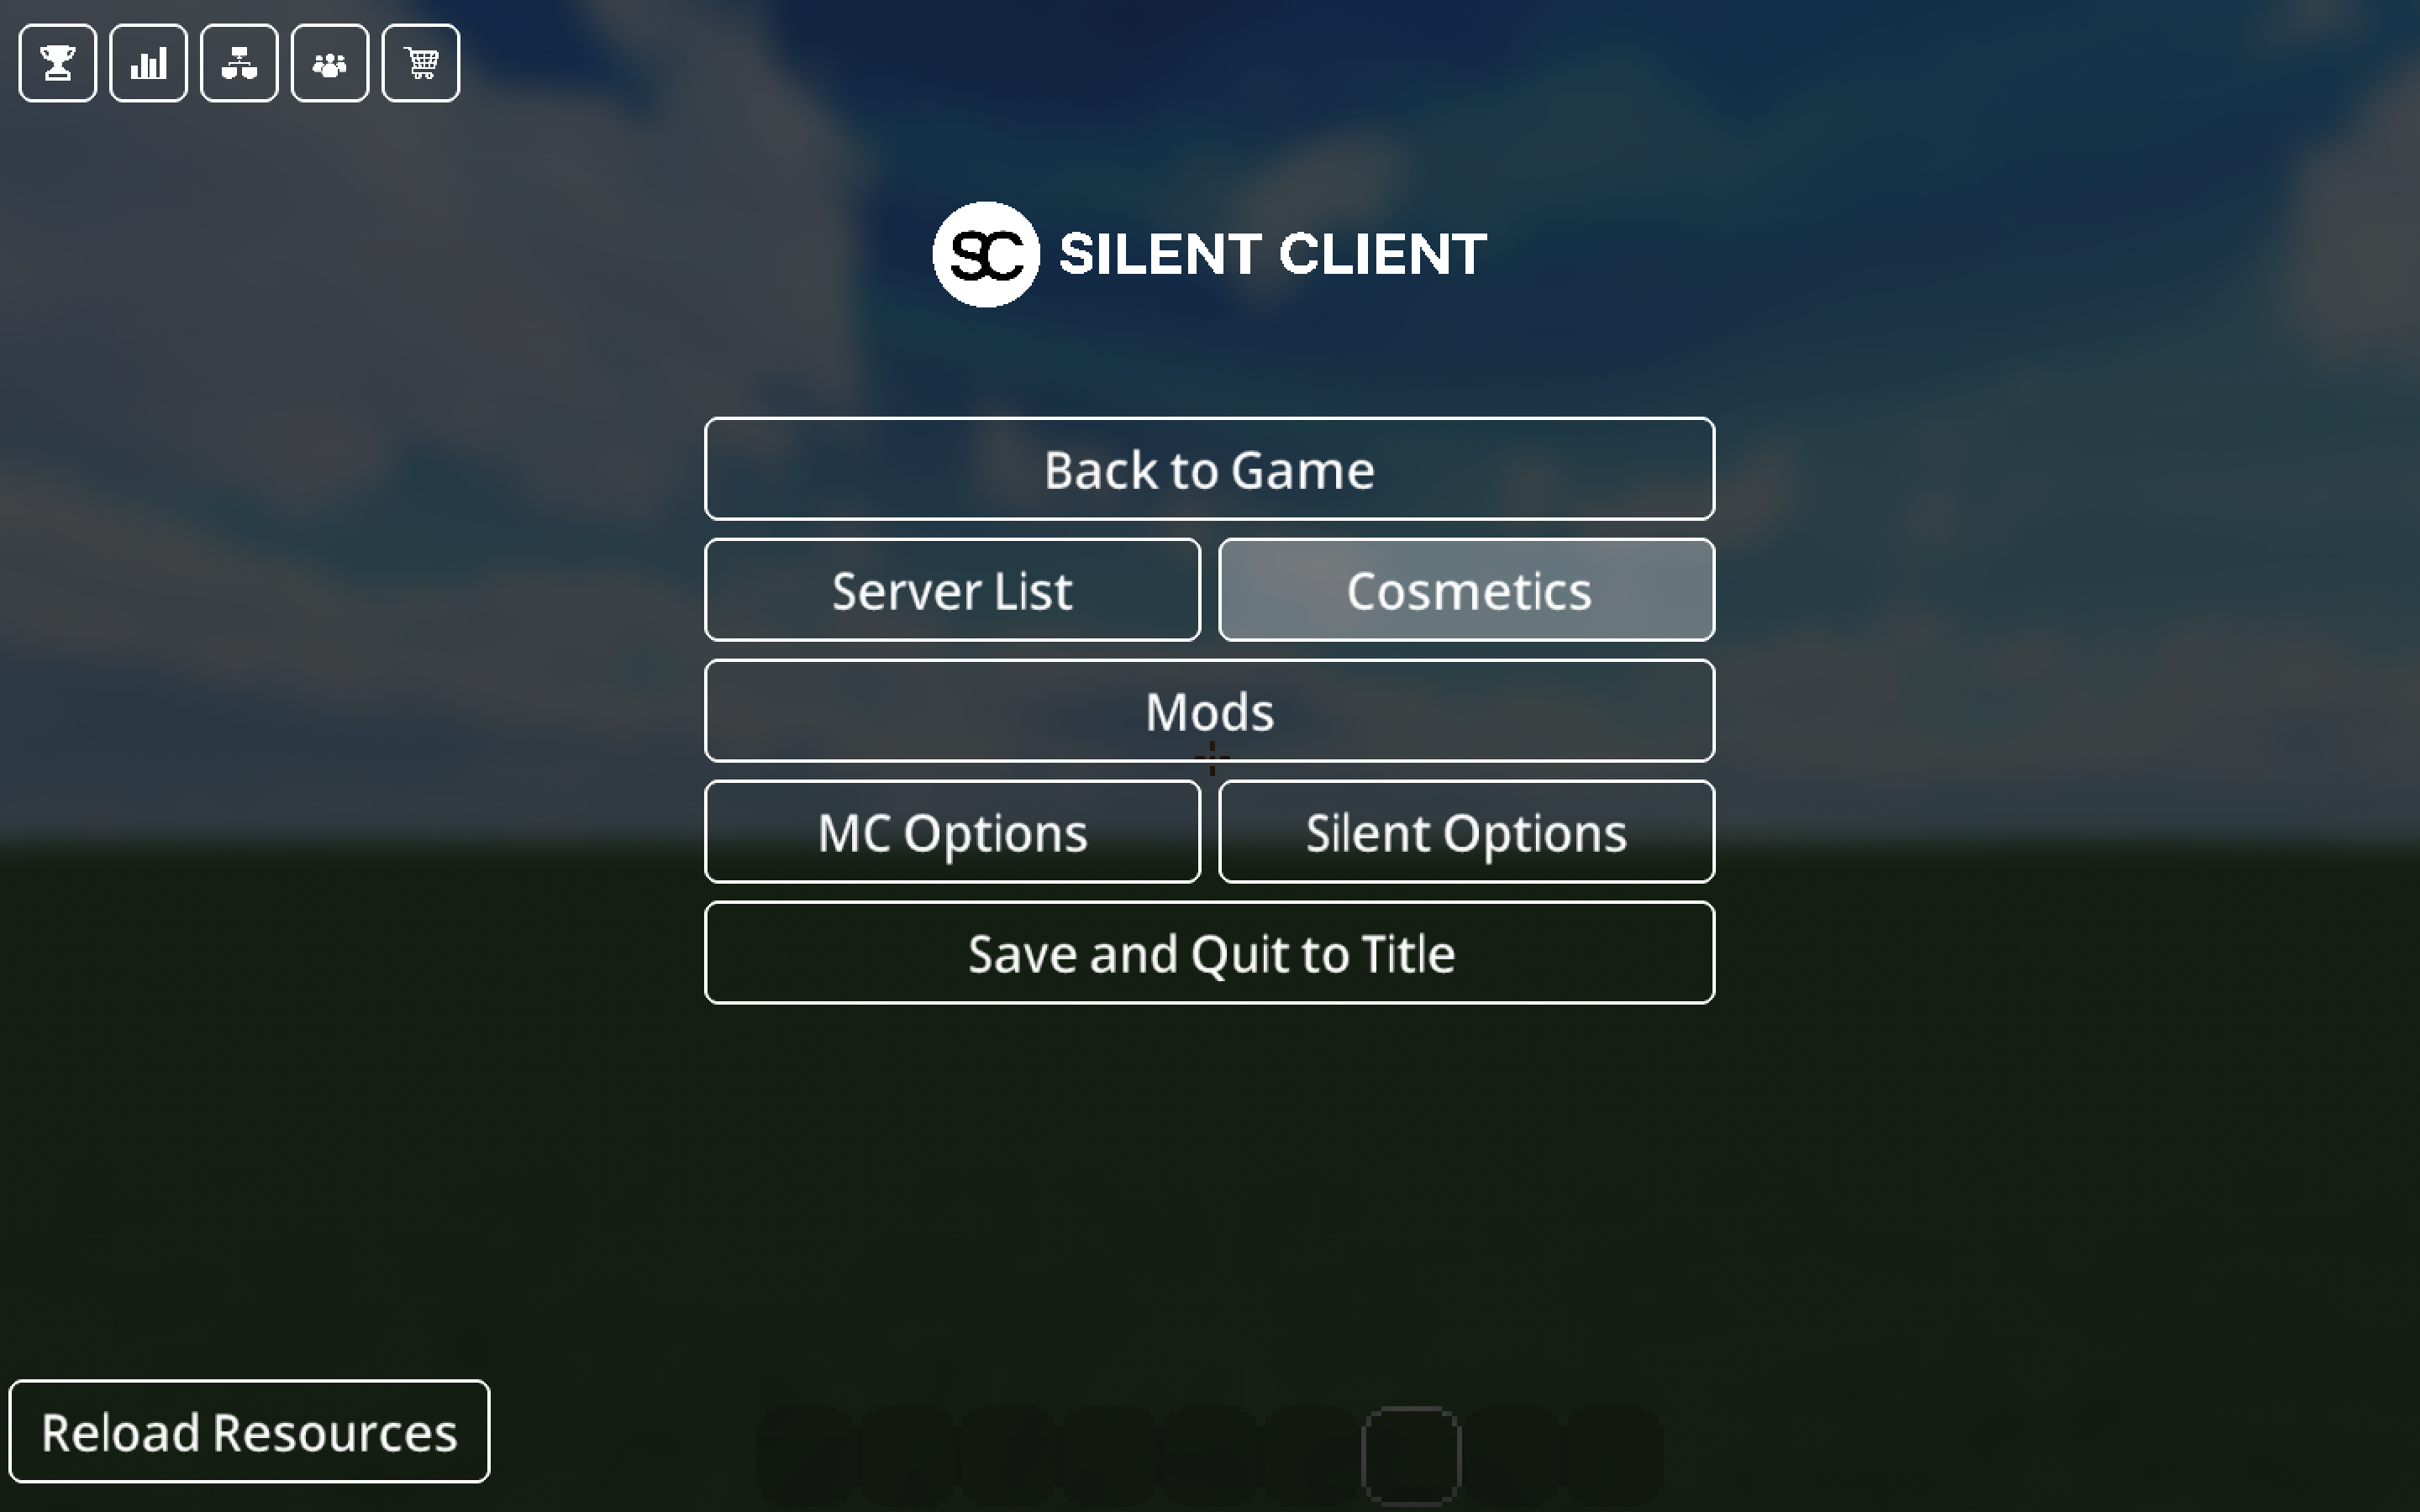 SC SILENT CLIENT
Back to Game
Server List
Cosmetics
Mods
MC Options
Silent Options
Save and Quit to Title
Reload Resources